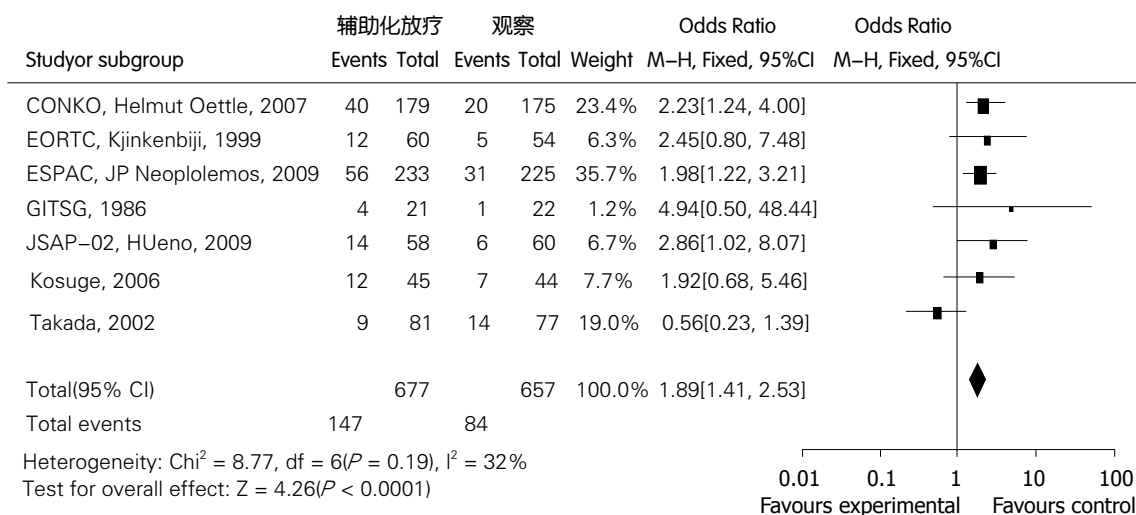 辅助化放疗 观察 Odds Ratio Odds Ratio
Studyor subgroup Events Total Events Total Weight M–H, Fixed, 95%CI M–H, Fixed, 95%CI
CONKO, Helmut Oettle, 2007 40 179 20 175 23.4% 2.23[1.24, 4.00]
EORTC, Kjinkenbiji, 1999 12 60 5 54 6.3% 2.45[0.80, 7.48]
ESPAC, JP Neoplolemos, 2009 56 233 31 225 35.7% 1.98[1.22, 3.21]
GITSG, 1986 4 21 1 22 1.2% 4.94[0.50, 48.44]
JSAP–02, HUeno, 2009 14 58 6 60 6.7% 2.86[1.02, 8.07]
Kosuge, 2006 12 45 7 44 7.7% 1.92[0.68, 5.46]
Takada, 2002 9 81 14 77 19.0% 0.56[0.23, 1.39]
Total(95% CI) 677 657 100.0% 1.89[1.41, 2.53]
Total events 147 84
Heterogeneity: Chi² = 8.77, df = 6(P = 0.19), I² = 32%
Test for overall effect: Z = 4.26(P < 0.0001)
0.01 0.1 1 10 100
Favours experimental Favours control